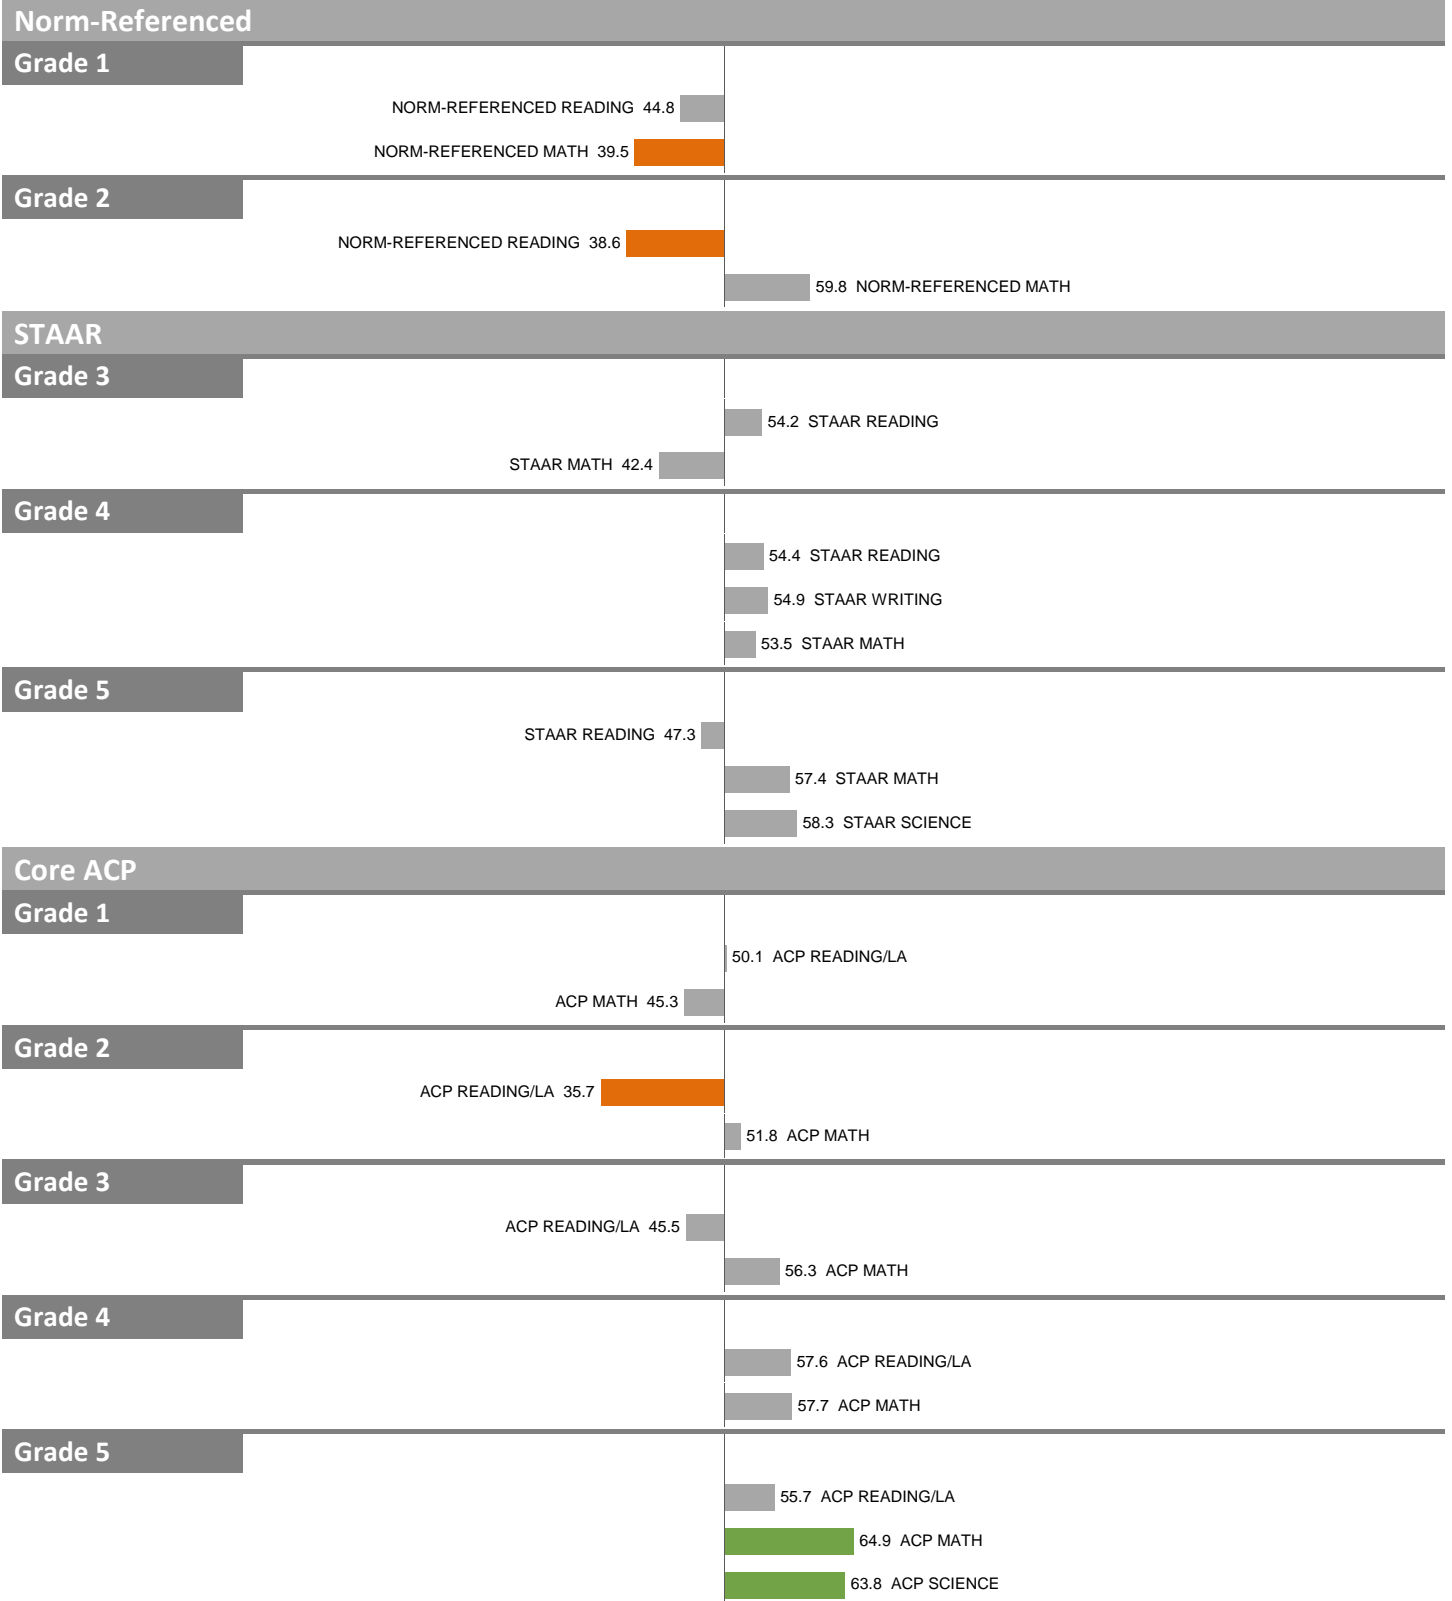 Norm-Referenced
Grade 1
NORM-REFERENCED READING 44.8
NORM-REFERENCED MATH 39.5
Grade 2
NORM-REFERENCED READING 38.6
59.8 NORM-REFERENCED MATH
STAAR
Grade 3
54.2 STAAR READING
STAAR MATH 42.4
Grade 4
54.4 STAAR READING
54.9 STAAR WRITING
53.5 STAAR MATH
Grade 5
STAAR READING 47.3
57.4 STAAR MATH
58.3 STAAR SCIENCE
Core ACP
Grade 1
50.1 ACP READING/LA
ACP MATH 45.3
Grade 2
ACP READING/LA 35.7
51.8 ACP MATH
Grade 3
ACP READING/LA 45.5
56.3 ACP MATH
Grade 4
57.6 ACP READING/LA
57.7 ACP MATH
Grade 5
55.7 ACP READING/LA
64.9 ACP MATH
63.8 ACP SCIENCE